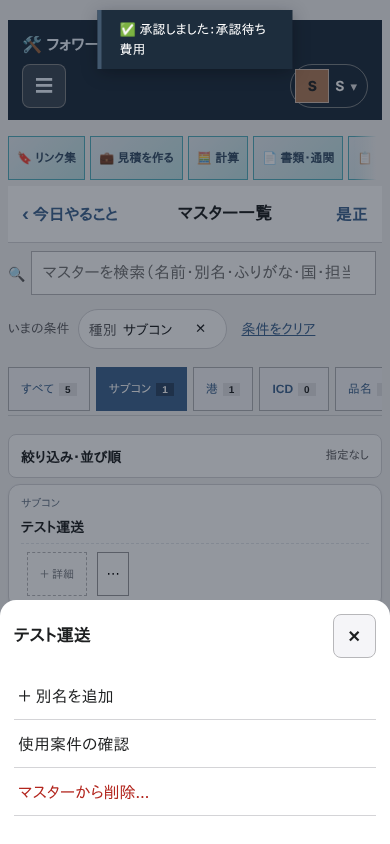 🛠️ フォワー
✅ 承認しました：承認待ち
費用
☰
S S ▾
🔖 リンク集
💼 見積を作る
🧮 計算
📄 書類・通関
📋
‹ 今日やること
マスター一覧
是正
🔍 マスターを検索（名前・別名・ふりがな・国・担当
いまの条件
種別 サブコン ✕
条件をクリア
すべて 5
サブコン 1
港 1
ICD 0
品名
絞り込み・並び順
指定なし
サブコン
テスト運送
＋ 詳細
…
テスト運送
✕
＋ 別名を追加
使用案件の確認
マスターから削除…